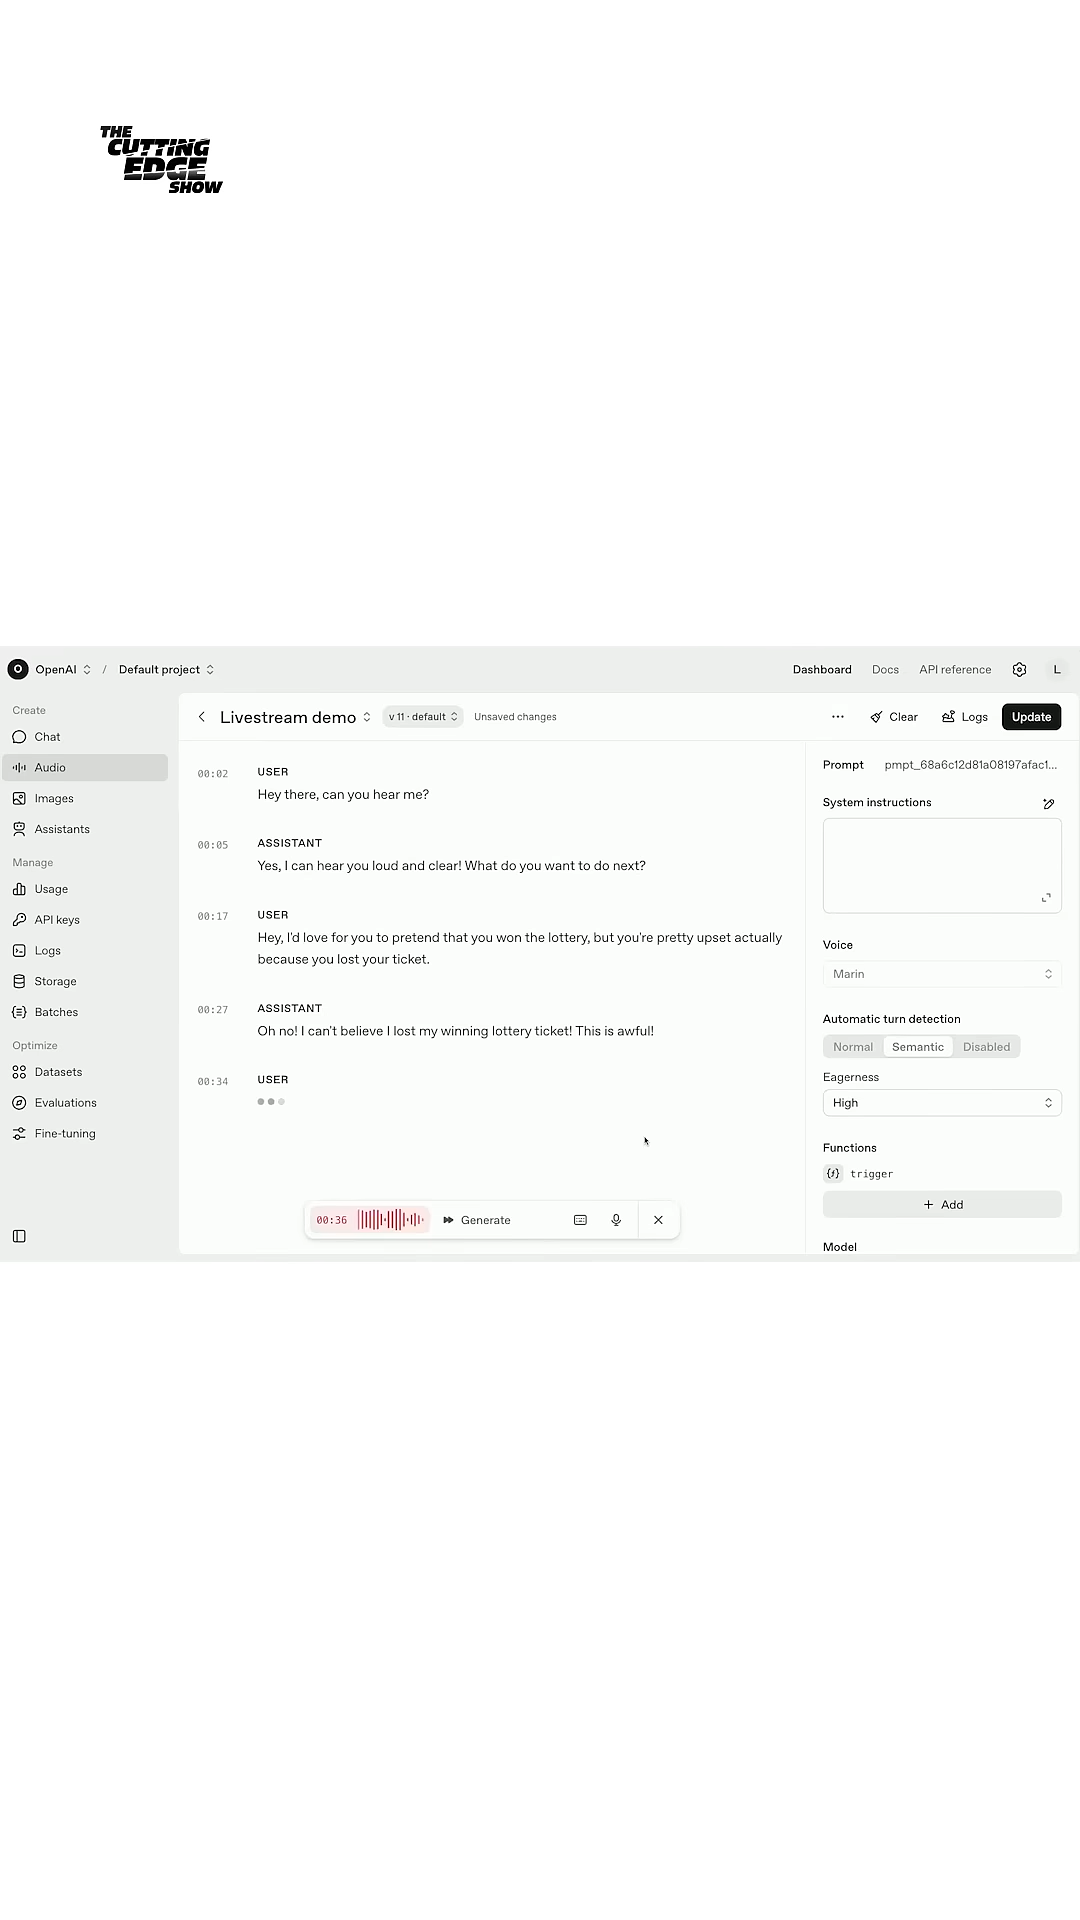 THE
CUTTING
EDGE
SHOW
O OpenAI / Default project
Dashboard Docs API reference L
Create
Chat
Audio
Images
Assistants
Manage
Usage
API keys
Logs
Storage
Batches
Optimize
Datasets
Evaluations
Fine-tuning
Livestream demo v 11 · default Unsaved changes
... Clear Logs Update
00:02 USER
Hey there, can you hear me?
00:05 ASSISTANT
Yes, I can hear you loud and clear! What do you want to do next?
00:17 USER
Hey, I'd love for you to pretend that you won the lottery, but you're pretty upset actually
because you lost your ticket.
00:27 ASSISTANT
Oh no! I can't believe I lost my winning lottery ticket! This is awful!
00:34 USER
00:36 Generate
Prompt pmpt_68a6c12d81a08197afac1...
System instructions
Voice
Marin
Automatic turn detection
Normal Semantic Disabled
Eagerness
High
Functions
{ƒ} trigger
+ Add
Model